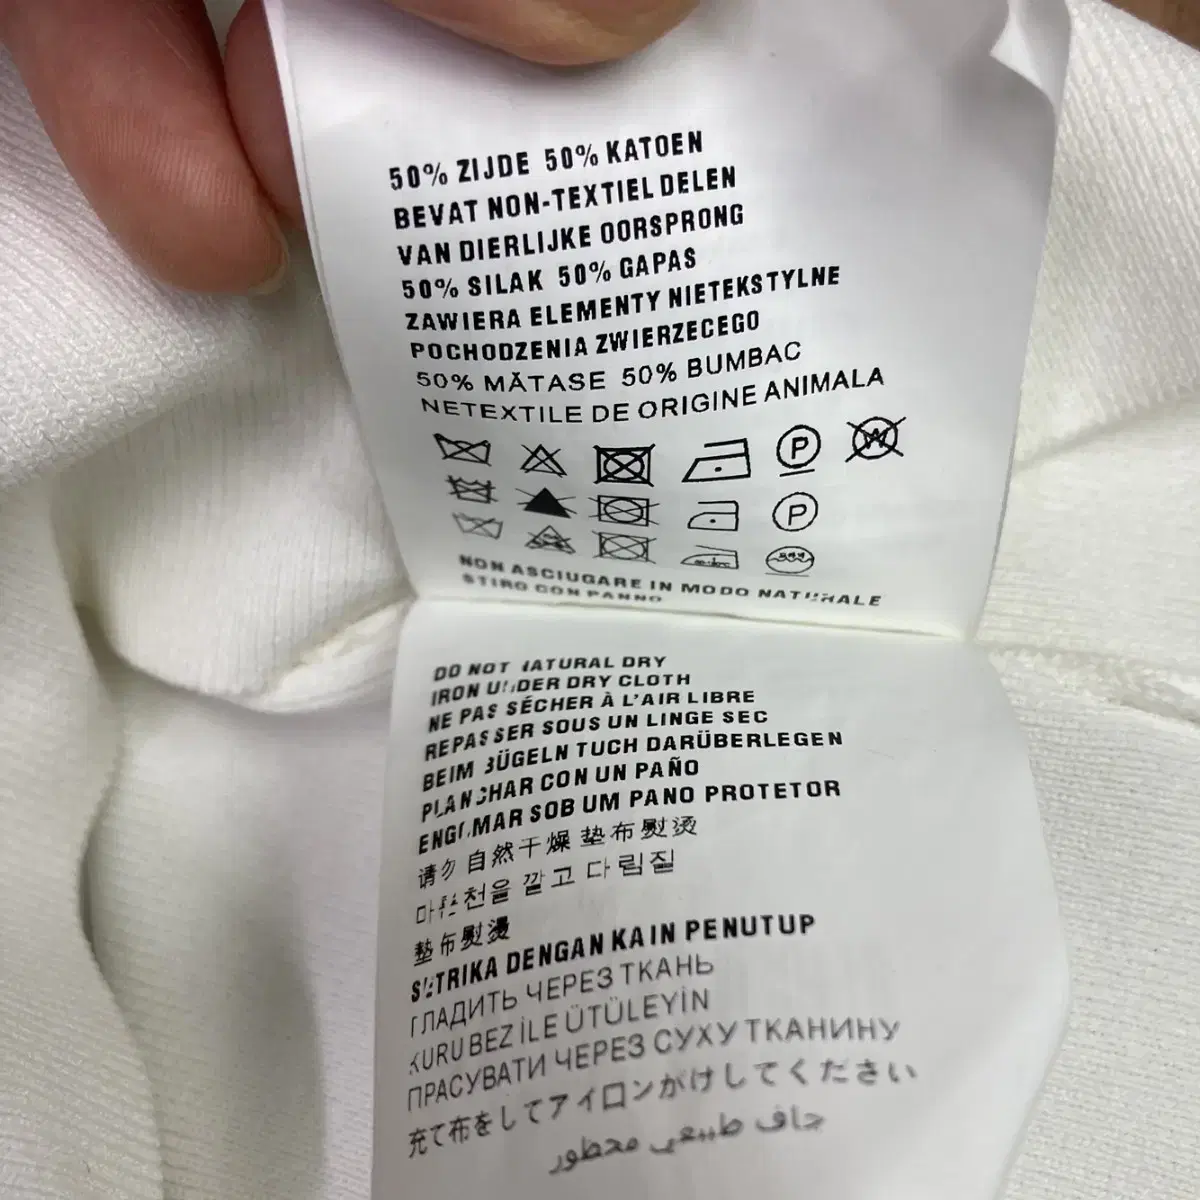 50% ZIJDE 50% KATOEN
BEVAT NON-TEXTIEL DELEN
VAN DIERLIJKE OORSPRONG
50% SILAK 50% GAPAS
ZAWIERA ELEMENTY NIETEKSTYLNE
POCHODZENIA ZWIERZECEGO
50% MĂTASE 50% BUMBAC
NETEXTILE DE ORIGINE ANIMALA
P W
P
NON ASCIUGARE IN MODO NATURALE
STIRO CON PANNO
DO NOT NATURAL DRY
IRON UNDER DRY CLOTH
NE PAS SÉCHER À L'AIR LIBRE
REPASSER SOUS UN LINGE SEC
BEIM BÜGELN TUCH DARÜBERLEGEN
PLANCHAR CON UN PAÑO
ENGOMAR SOB UM PANO PROTETOR
请勿 自然干燥 垫布熨烫
마른천을 깔고 다림질
墊布熨燙
SETRIKA DENGAN KAIN PENUTUP
ГЛАДИТЬ ЧЕРЕЗ ТКАНЬ
KURU BEZ İLE ÜTÜLEYİN
ПРАСУВАТИ ЧЕРЕЗ СУХУ ТКАНИНУ
充て布をしてアイロンがけしてください
جاف طبيعي محظور